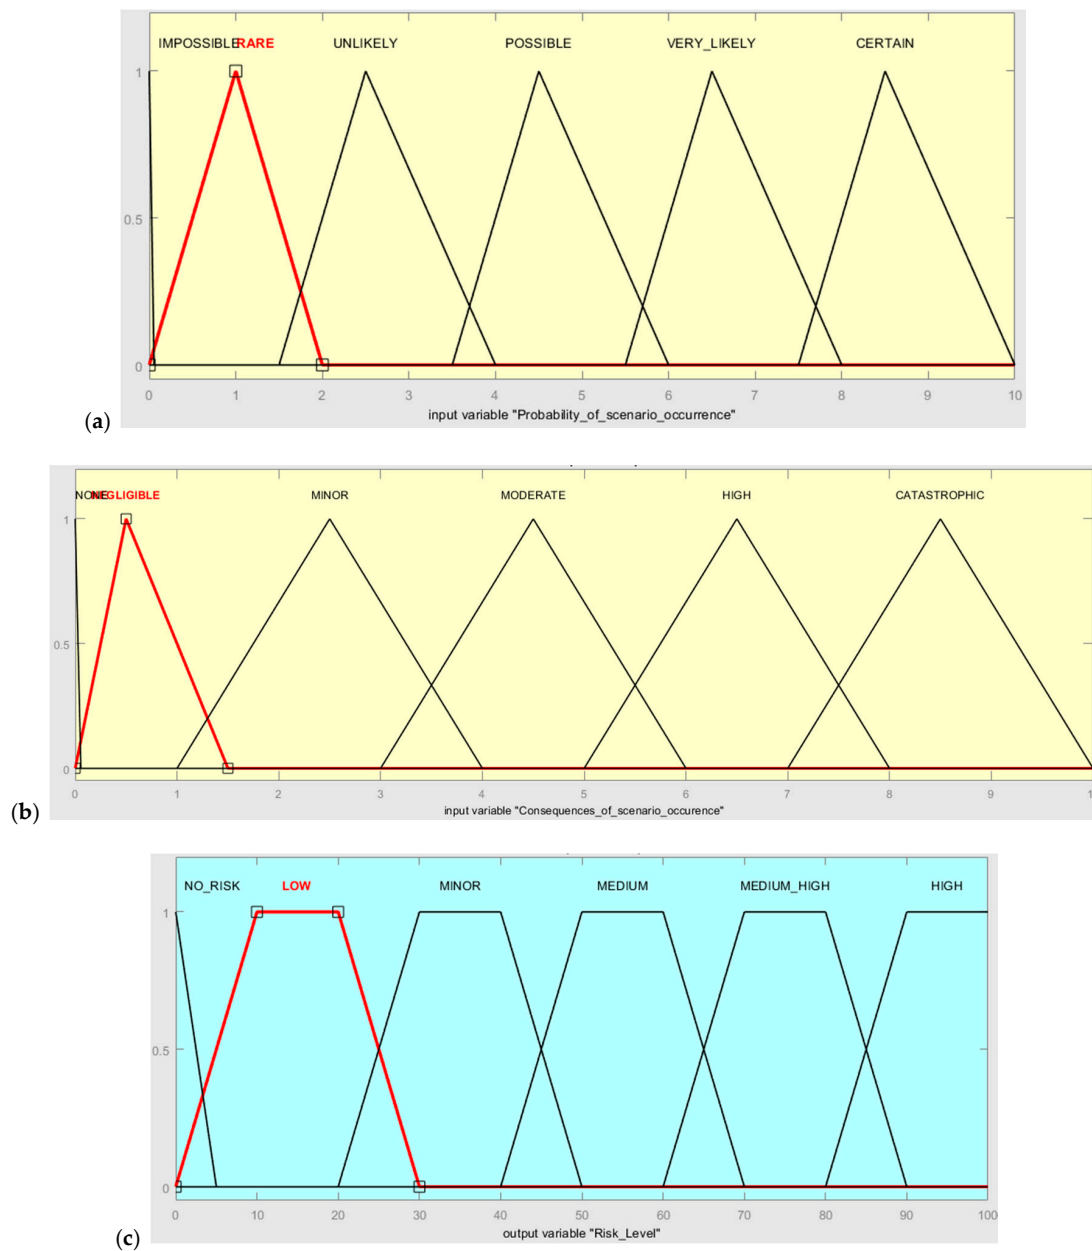 IMPOSSIBLE RARE UNLIKELY POSSIBLE VERY_LIKELY CERTAIN
1
0.5
0
0 1 2 3 4 5 6 7 8 9 10
input variable "Probability_of_scenario_occurrence"
(a)
NONE NEGLIGIBLE MINOR MODERATE HIGH CATASTROPHIC
1
0.5
0
0 1 2 3 4 5 6 7 8 9 1
input variable "Consequences_of_scenario_occurence"
(b)
NO_RISK LOW MINOR MEDIUM MEDIUM_HIGH HIGH
1
0.5
0
0 10 20 30 40 50 60 70 80 90 100
output variable "Risk_Level"
(c)